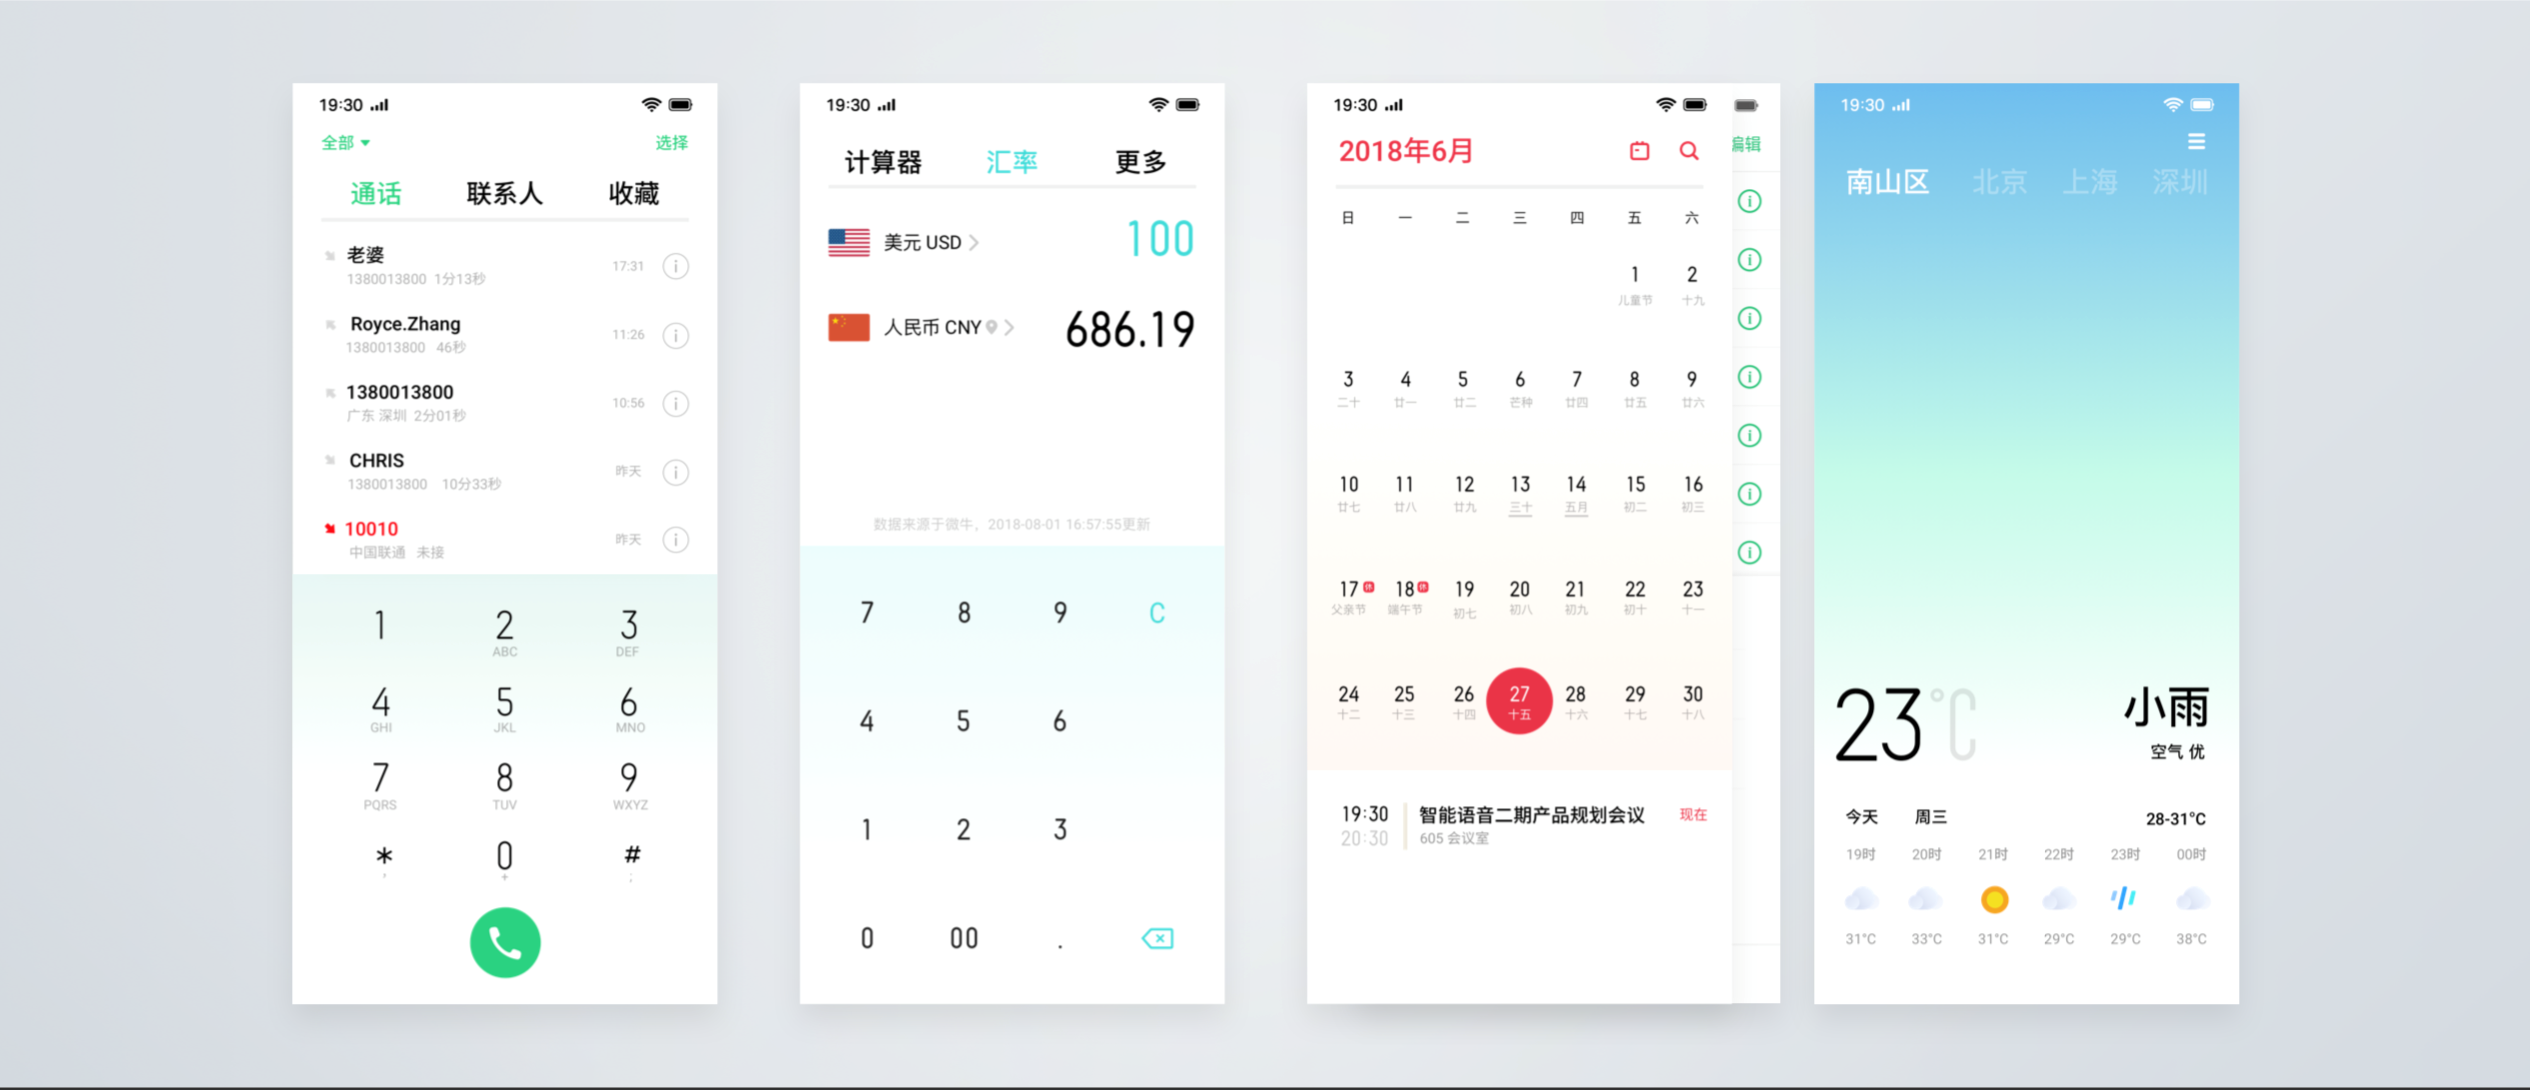 19:30
全部 选择
通话 联系人 收藏
老婆 17:31
1380013800 1分13秒
Royce.Zhang 11:26
1380013800 46秒
1380013800 10:56
广东 深圳 2分01秒
CHRIS 昨天
1380013800 10分33秒
10010 昨天
中国联通 未接
1 2 3
ABC DEF
4 5 6
GHI JKL MNO
7 8 9
PQRS TUV WXYZ
* 0 #
, + ;
19:30
计算器 汇率 更多
美元 USD 100
人民币 CNY 686.19
数据来源于微牛，2018-08-01 16:57:55更新
7 8 9 C
4 5 6
1 2 3
0 00 .
19:30
2018年6月
日 一 二 三 四 五 六
1 2
儿童节 十九
3 4 5 6 7 8 9
二十 廿一 廿二 芒种 廿四 廿五 廿六
10 11 12 13 14 15 16
廿七 廿八 廿九 三十 五月 初二 初三
17 休 18 休 19 20 21 22 23
父亲节 端午节 初七 初八 初九 初十 十一
24 25 26 27 28 29 30
十二 十三 十四 十五 十六 十七 十八
19:30 智能语音二期产品规划会议 现在
20:30 605 会议室
编辑
19:30
南山区 北京 上海 深圳
23°C 小雨
空气 优
今天 周三 28-31°C
19时 20时 21时 22时 23时 00时
31°C 33°C 31°C 29°C 29°C 38°C